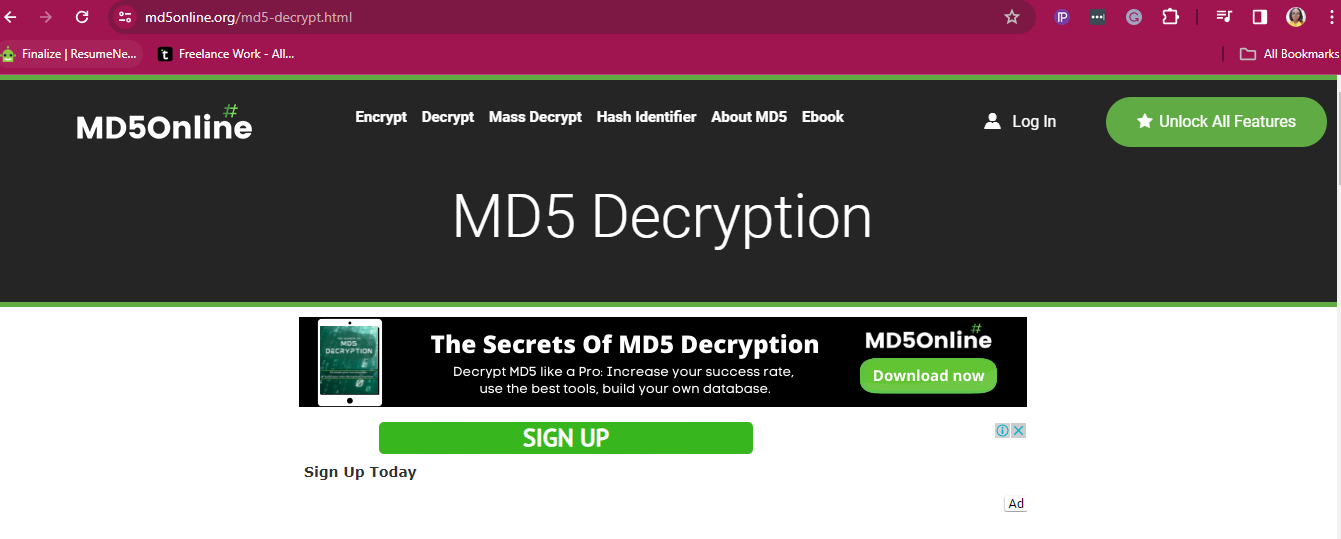 md5online.org/md5-decrypt.html
Finalize | ResumeNe...
Freelance Work - All...
All Bookmarks
MD5Online
#
Encrypt Decrypt Mass Decrypt Hash Identifier About MD5 Ebook
Log In
Unlock All Features
MD5 Decryption
MD5
DECRYPTION
The Secrets Of MD5 Decryption
Decrypt MD5 like a Pro: Increase your success rate,
use the best tools, build your own database.
MD5Online
#
Download now
SIGN UP
Sign Up Today
Ad